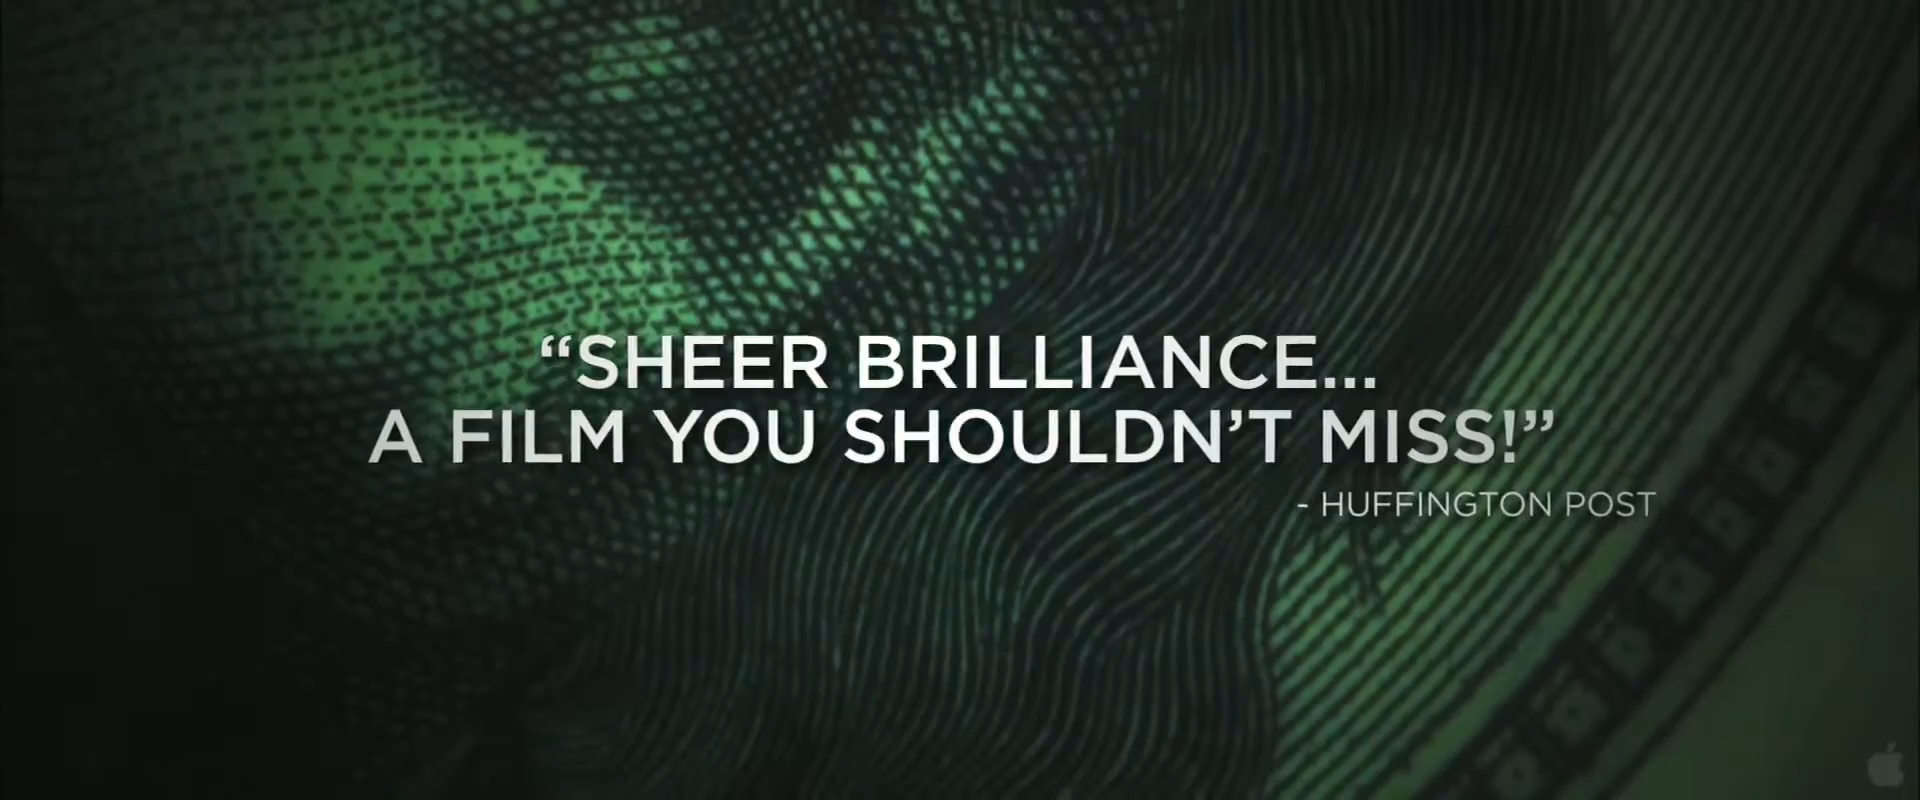 “SHEER BRILLIANCE...
A FILM YOU SHOULDN’T MISS!”
- HUFFINGTON POST